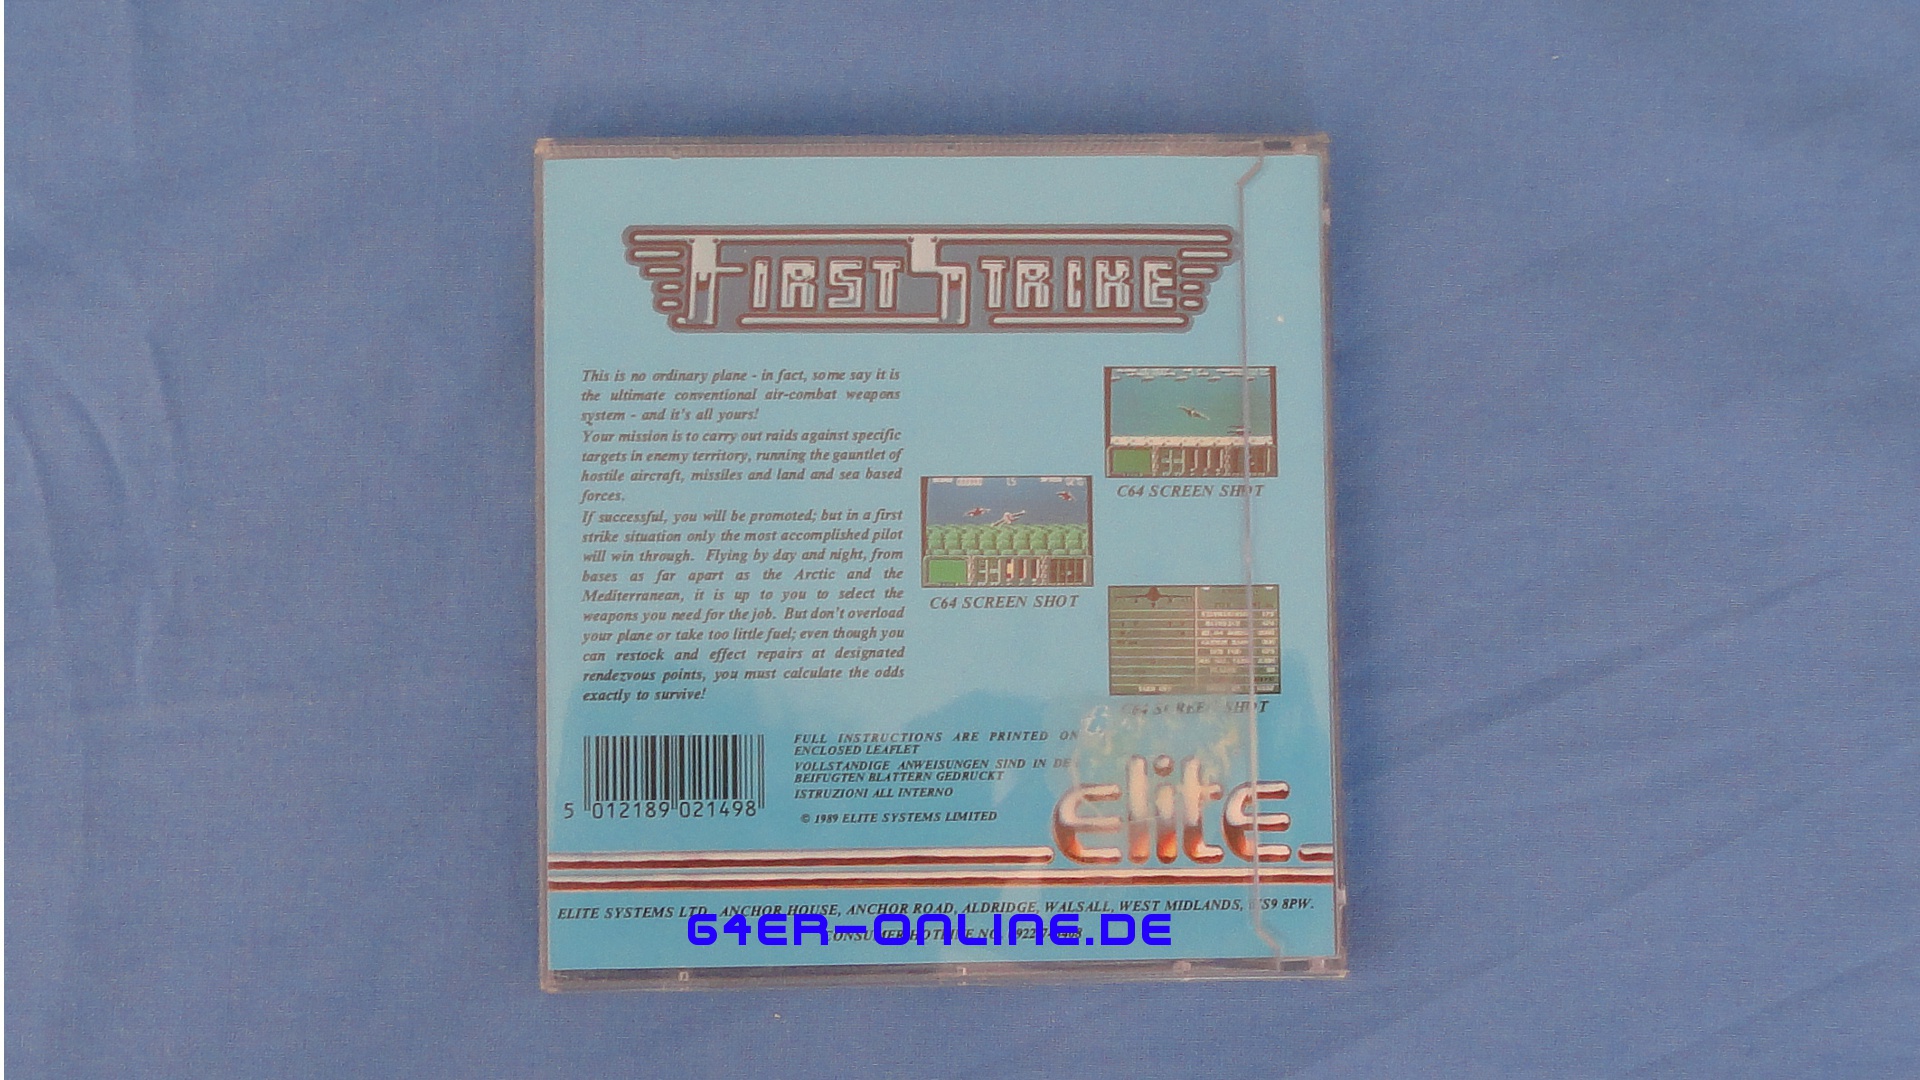 FIRST STRIKE
This is no ordinary plane - in fact, some say it is
the ultimate conventional air-combat weapons
system - and it's all yours!
Your mission is to carry out raids against specific
targets in enemy territory, running the gauntlet of
hostile aircraft, missiles and land and sea based
forces.
If successful, you will be promoted; but in a first
strike situation only the most accomplished pilot
will win through. Flying by day and night, from
bases as far apart as the Arctic and the
Mediterranean, it is up to you to select the
weapons you need for the job. But don't overload
your plane or take too little fuel; even though you
can restock and effect repairs at designated
rendezvous points, you must calculate the odds
exactly to survive!
C64 SCREEN SHOT
C64 SCREEN SHOT
C64 SCREEN SHOT
FULL INSTRUCTIONS ARE PRINTED ON
ENCLOSED LEAFLET
VOLLSTANDIGE ANWEISUNGEN SIND IN DEN
BEIFUGTEN BLATTERN GEDRUCKT
ISTRUZIONI ALL INTERNO
© 1989 ELITE SYSTEMS LIMITED
5 012189 021498
elite
ELITE SYSTEMS LTD, ANCHOR HOUSE, ANCHOR ROAD, ALDRIDGE, WALSALL, WEST MIDLANDS, WS9 8PW.
CONSUMER HOTLINE NO.
64ER-ONLINE.DE